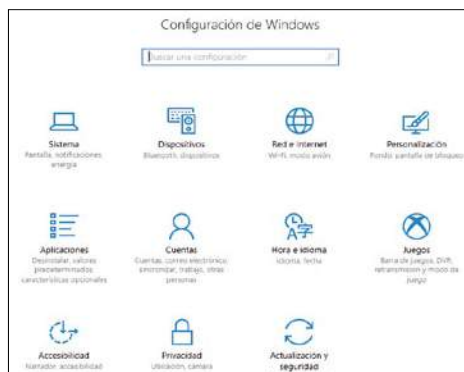 Configuración de Windows
Buscar una configuración
Sistema
Pantalla, notificaciones
energía
Dispositivos
Bluetooth, dispositivos
Red e Internet
Wi-Fi, modo avión
Personalización
Fondo, pantalla de bloqueo
Aplicaciones
Desinstalar, valores
predeterminados
características opcionales
Cuentas
Cuentas, correo electrónico,
sincronizar, trabajo, otras
personas
Hora e idioma
Idioma, fecha
Juegos
Barra de juegos, DVR,
retransmisión y modo de
juego
Accesibilidad
Narrador, accesibilidad
Privacidad
Ubicación, cámara
Actualización y
seguridad